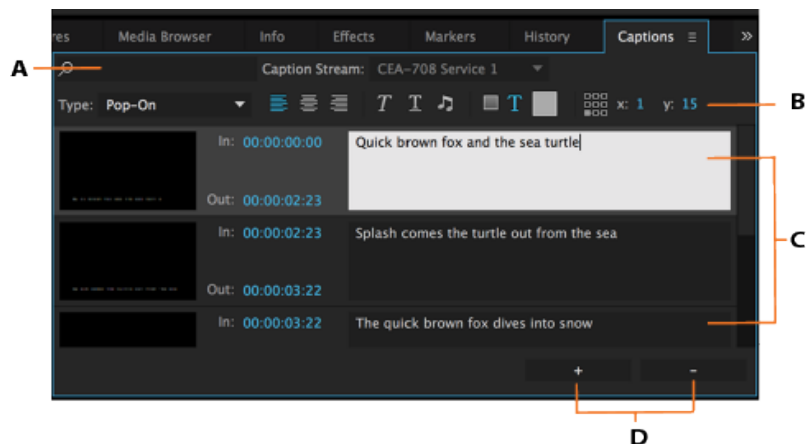 res Media Browser Info Effects Markers History Captions
A Caption Stream: CEA-708 Service 1
Type: Pop-On T T T x: 1 y: 15 B
In: 00:00:00:00 Quick brown fox and the sea turtle
Out: 00:00:02:23
C
In: 00:00:02:23 Splash comes the turtle out from the sea
Out: 00:00:03:22
In: 00:00:03:22 The quick brown fox dives into snow
+ -
D